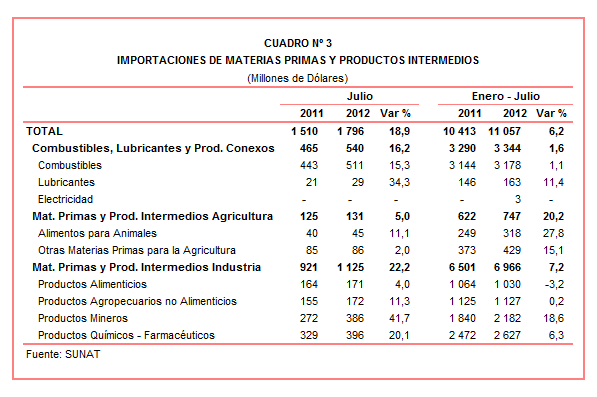 CUADRO Nº 3
IMPORTACIONES DE MATERIAS PRIMAS Y PRODUCTOS INTERMEDIOS
(Millones de Dólares)
Julio Enero - Julio
2011 2012 Var % 2011 2012 Var %
TOTAL 1 510 1 796 18,9 10 413 11 057 6,2
Combustibles, Lubricantes y Prod. Conexos 465 540 16,2 3 290 3 344 1,6
Combustibles 443 511 15,3 3 144 3 178 1,1
Lubricantes 21 29 34,3 146 163 11,4
Electricidad - - - - 3 -
Mat. Primas y Prod. Intermedios Agricultura 125 131 5,0 622 747 20,2
Alimentos para Animales 40 45 11,1 249 318 27,8
Otras Materias Primas para la Agricultura 85 86 2,0 373 429 15,1
Mat. Primas y Prod. Intermedios Industria 921 1 125 22,2 6 501 6 966 7,2
Productos Alimenticios 164 171 4,0 1 064 1 030 -3,2
Productos Agropecuarios no Alimenticios 155 172 11,3 1 125 1 127 0,2
Productos Mineros 272 386 41,7 1 840 2 182 18,6
Productos Químicos - Farmacéuticos 329 396 20,1 2 472 2 627 6,3
Fuente: SUNAT